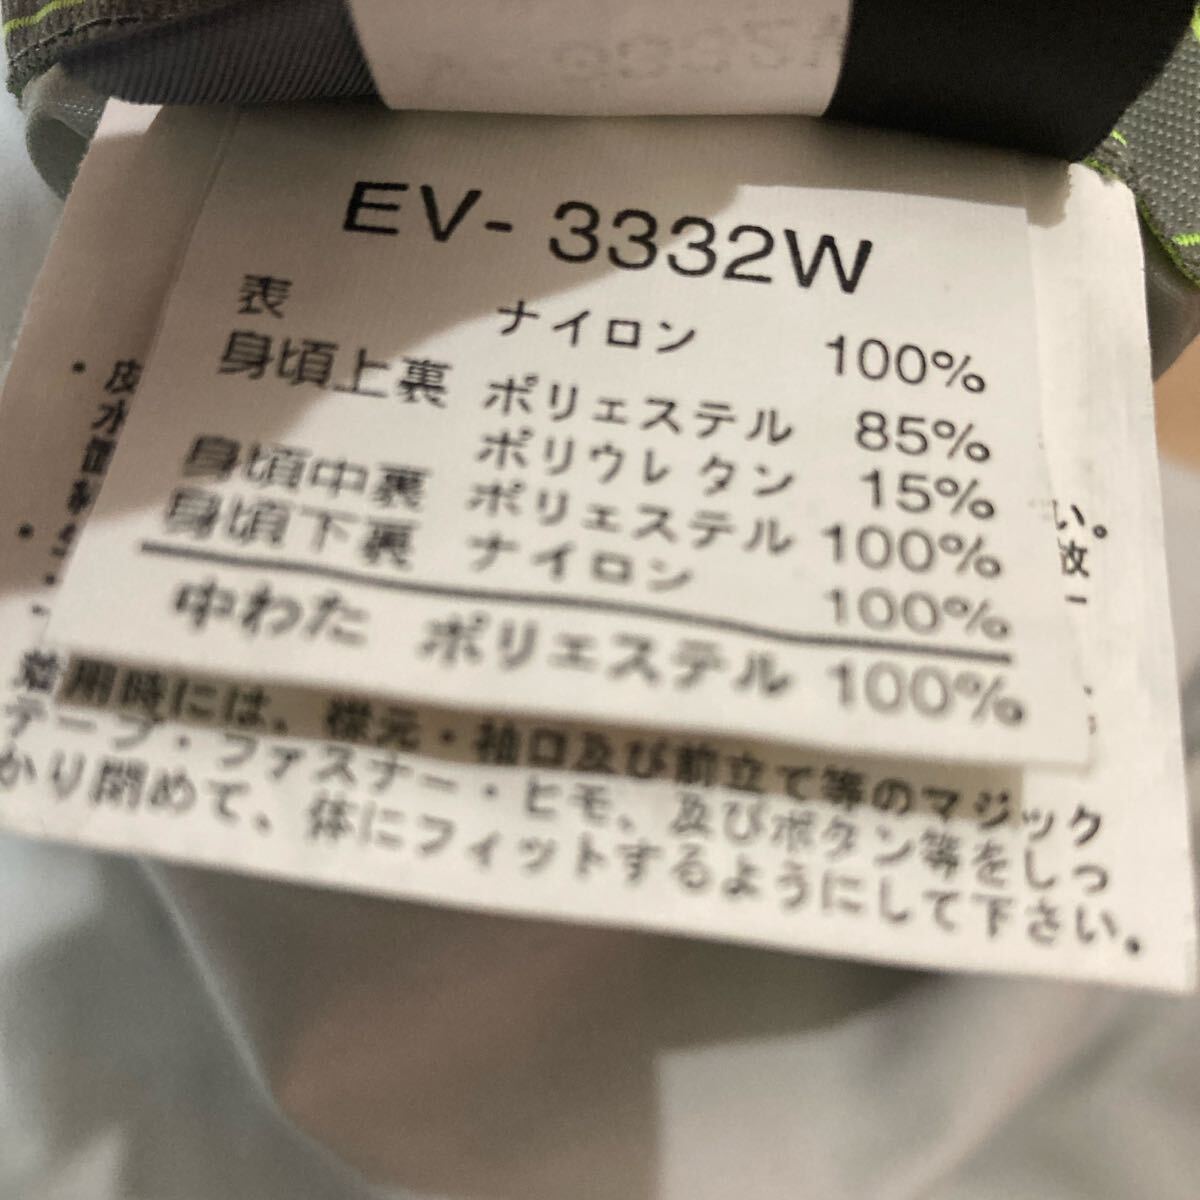 EV-3332W
表 ナイロン 100%
身頃上裏 ポリエステル 85%
ポリウレタン 15%
身頃中裏 ポリエステル 100%
身頃下裏 ナイロン 100%
中わた ポリエステル 100%
・皮
水
い。
放
着用時には、襟元・袖口及び前立て等のマジック
テープ・ファスナー・ヒモ、及びボタン等をしっ
かり閉めて、体にフィットするようにして下さい。